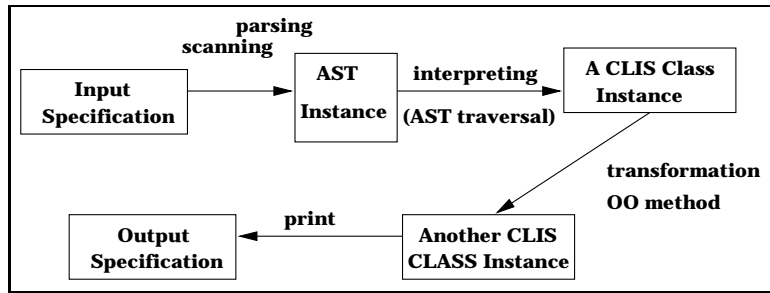 parsing
scanning
Input
Specification
AST
Instance
interpreting
(AST traversal)
A CLIS Class
Instance
transformation
OO method
Another CLIS
CLASS Instance
print
Output
Specification